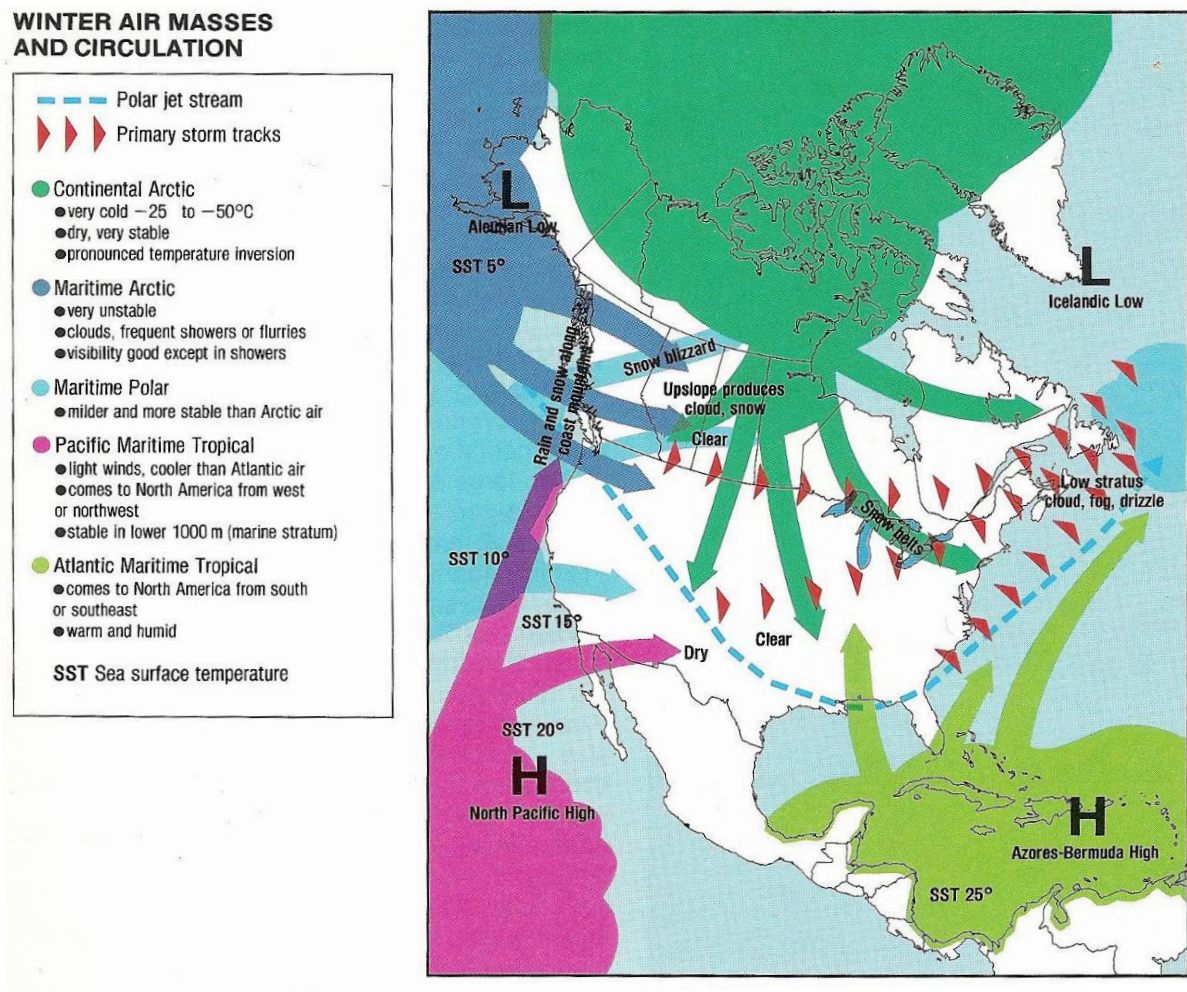 WINTER AIR MASSES
AND CIRCULATION
Polar jet stream
Primary storm tracks
Continental Arctic
●very cold −25 to −50°C
●dry, very stable
●pronounced temperature inversion
Maritime Arctic
●very unstable
●clouds, frequent showers or flurries
●visibility good except in showers
Maritime Polar
●milder and more stable than Arctic air
Pacific Maritime Tropical
●light winds, cooler than Atlantic air
●comes to North America from west
or northwest
●stable in lower 1000 m (marine stratum)
Atlantic Maritime Tropical
●comes to North America from south
or southeast
●warm and humid
SST Sea surface temperature
L
Aleutian Low
SST 5°
L
Icelandic Low
Rain and snow along
coast mountains
Snow blizzard
Upslope produces
cloud, snow
Clear
Low stratus
cloud, fog, drizzle
Snow belts
SST 10°
SST 15°
Clear
Dry
SST 20°
H
North Pacific High
H
Azores-Bermuda High
SST 25°